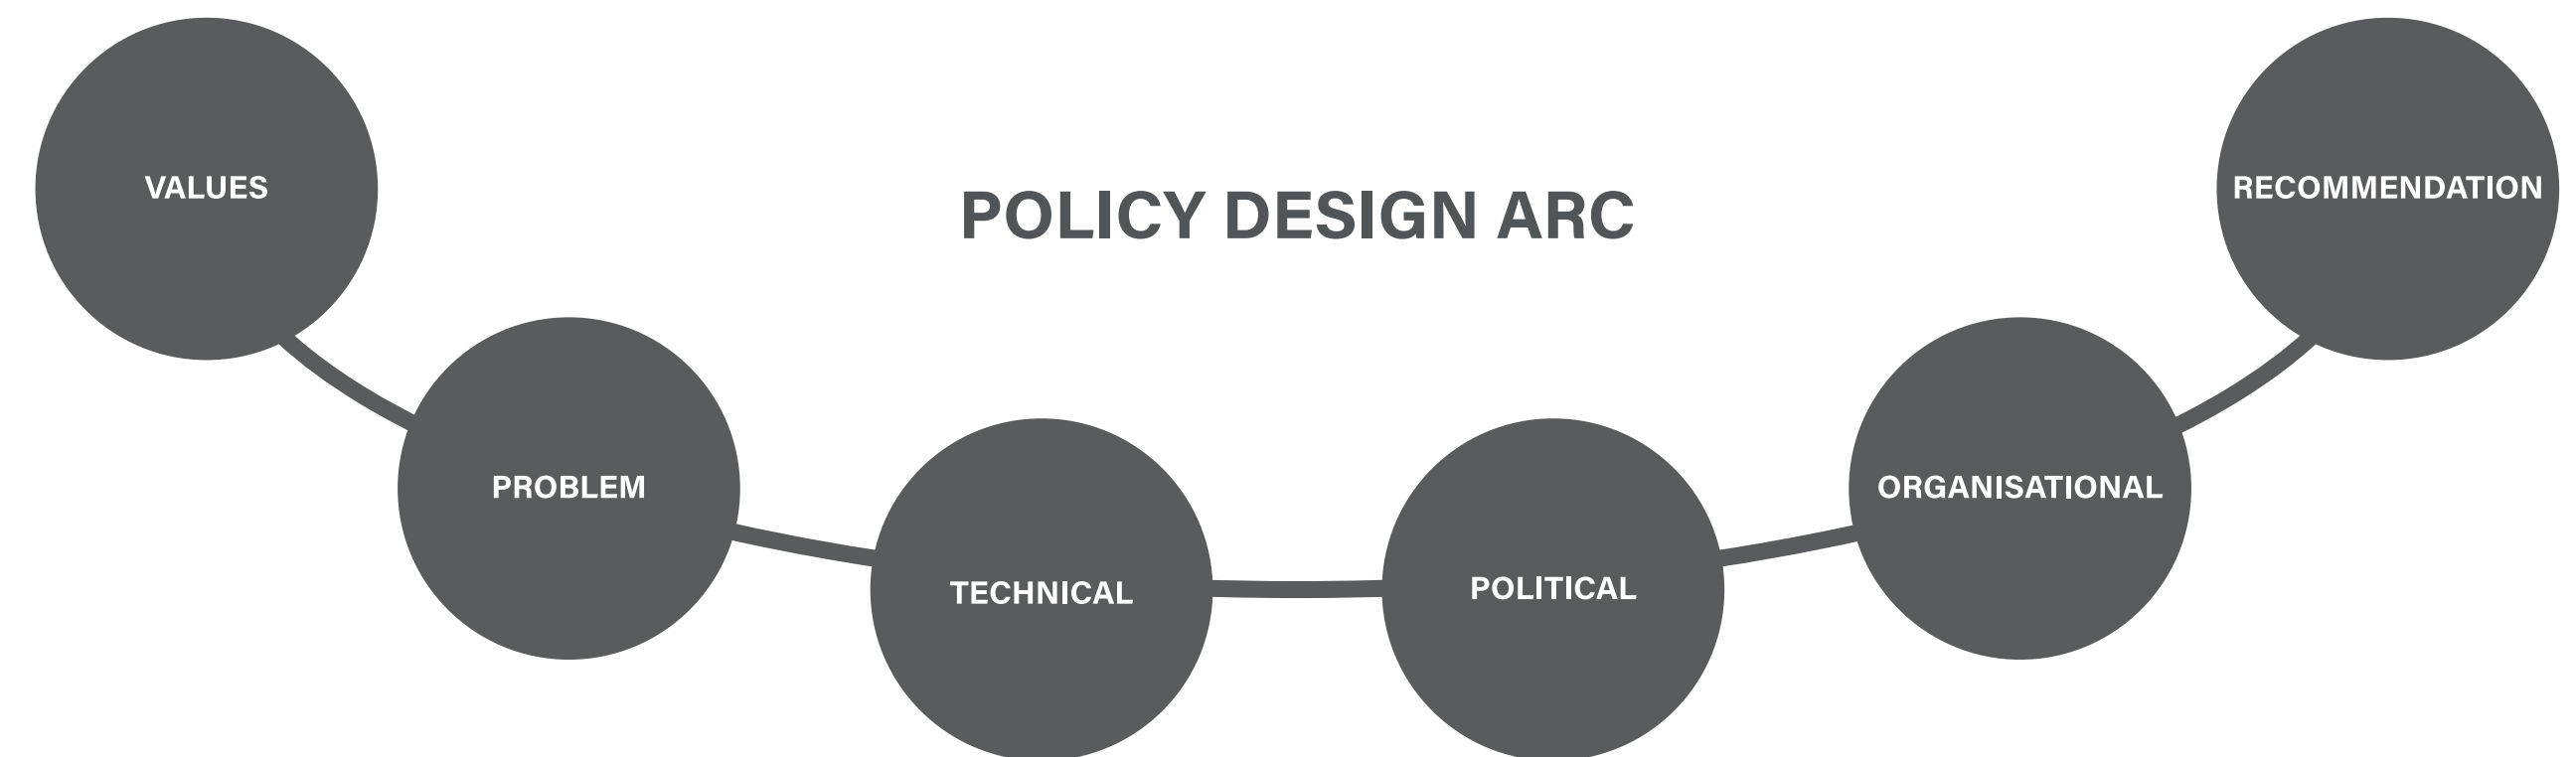 POLICY DESIGN ARC
VALUES
PROBLEM
TECHNICAL
POLITICAL
ORGANISATIONAL
RECOMMENDATION